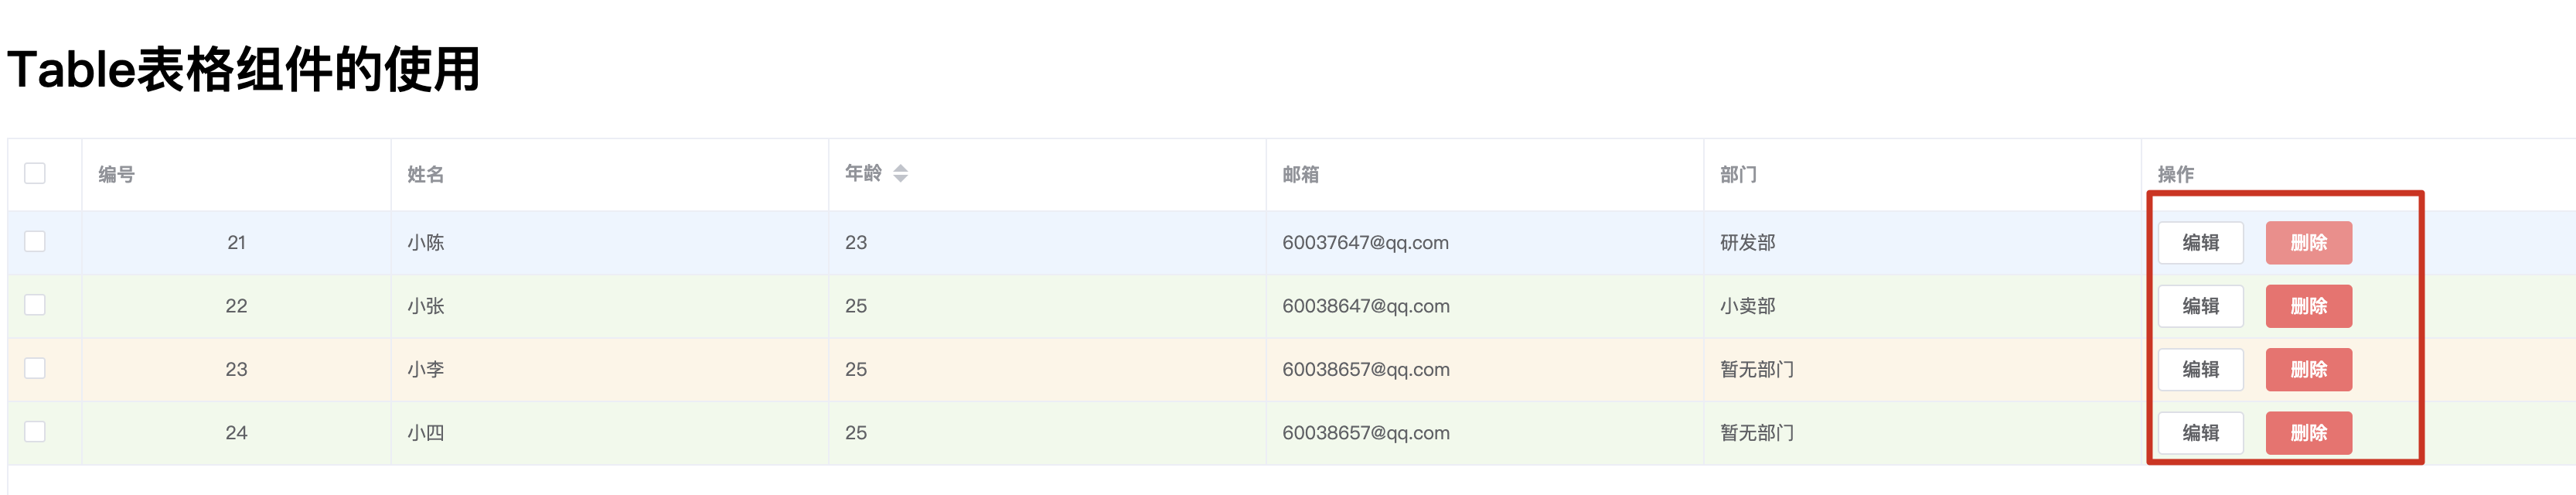 Table表格组件的使用
编号 姓名 年龄 邮箱 部门 操作
21 小陈 23 60037647@qq.com 研发部 编辑 删除
22 小张 25 60038647@qq.com 小卖部 编辑 删除
23 小李 25 60038657@qq.com 暂无部门 编辑 删除
24 小四 25 60038657@qq.com 暂无部门 编辑 删除